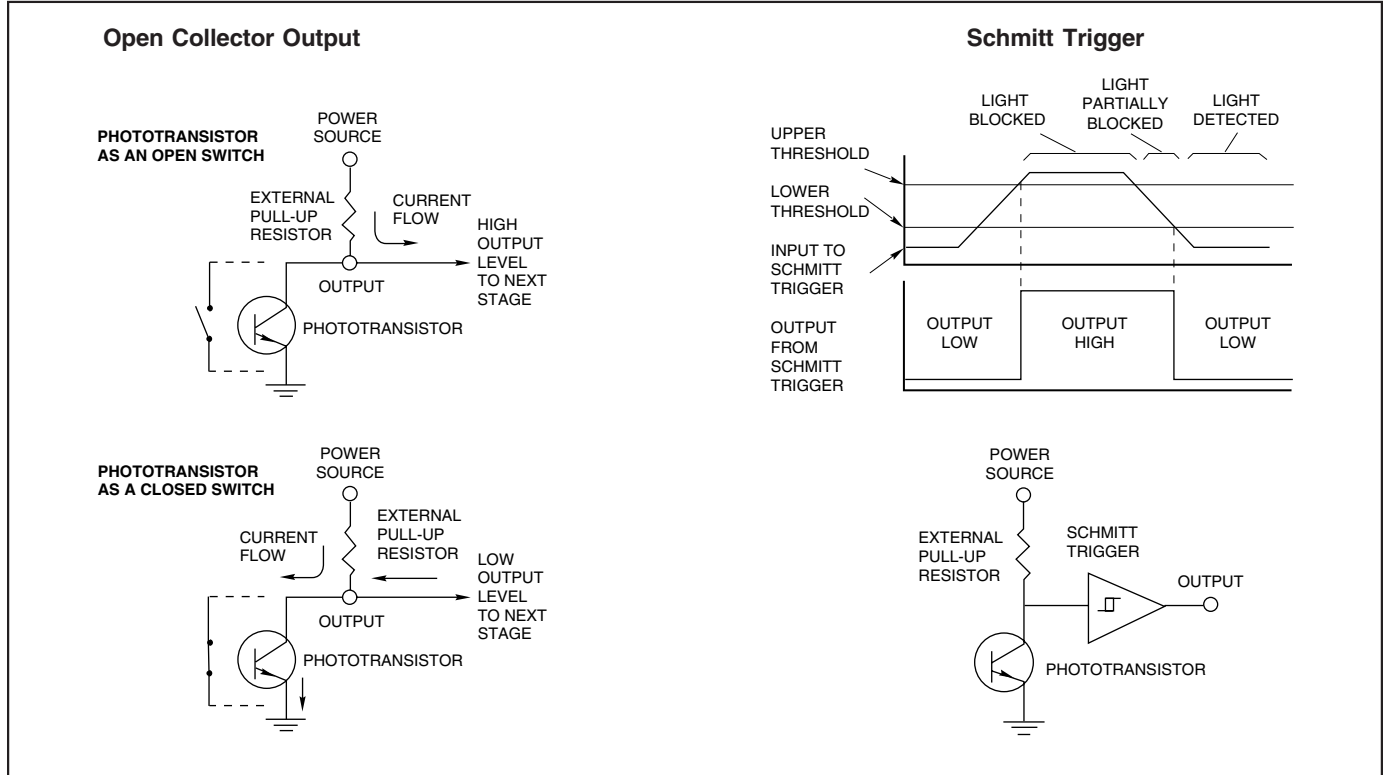 Open Collector Output
PHOTOTRANSISTOR
AS AN OPEN SWITCH
POWER
SOURCE
EXTERNAL
PULL-UP
RESISTOR
CURRENT
FLOW
HIGH
OUTPUT
LEVEL
TO NEXT
STAGE
OUTPUT
PHOTOTRANSISTOR
PHOTOTRANSISTOR
AS A CLOSED SWITCH
POWER
SOURCE
CURRENT
FLOW
EXTERNAL
PULL-UP
RESISTOR
LOW
OUTPUT
LEVEL
TO NEXT
STAGE
OUTPUT
PHOTOTRANSISTOR
Schmitt Trigger
LIGHT
BLOCKED
LIGHT
PARTIALLY
BLOCKED
LIGHT
DETECTED
UPPER
THRESHOLD
LOWER
THRESHOLD
INPUT TO
SCHMITT
TRIGGER
OUTPUT
FROM
SCHMITT
TRIGGER
OUTPUT
LOW
OUTPUT
HIGH
OUTPUT
LOW
POWER
SOURCE
EXTERNAL
PULL-UP
RESISTOR
SCHMITT
TRIGGER
OUTPUT
PHOTOTRANSISTOR